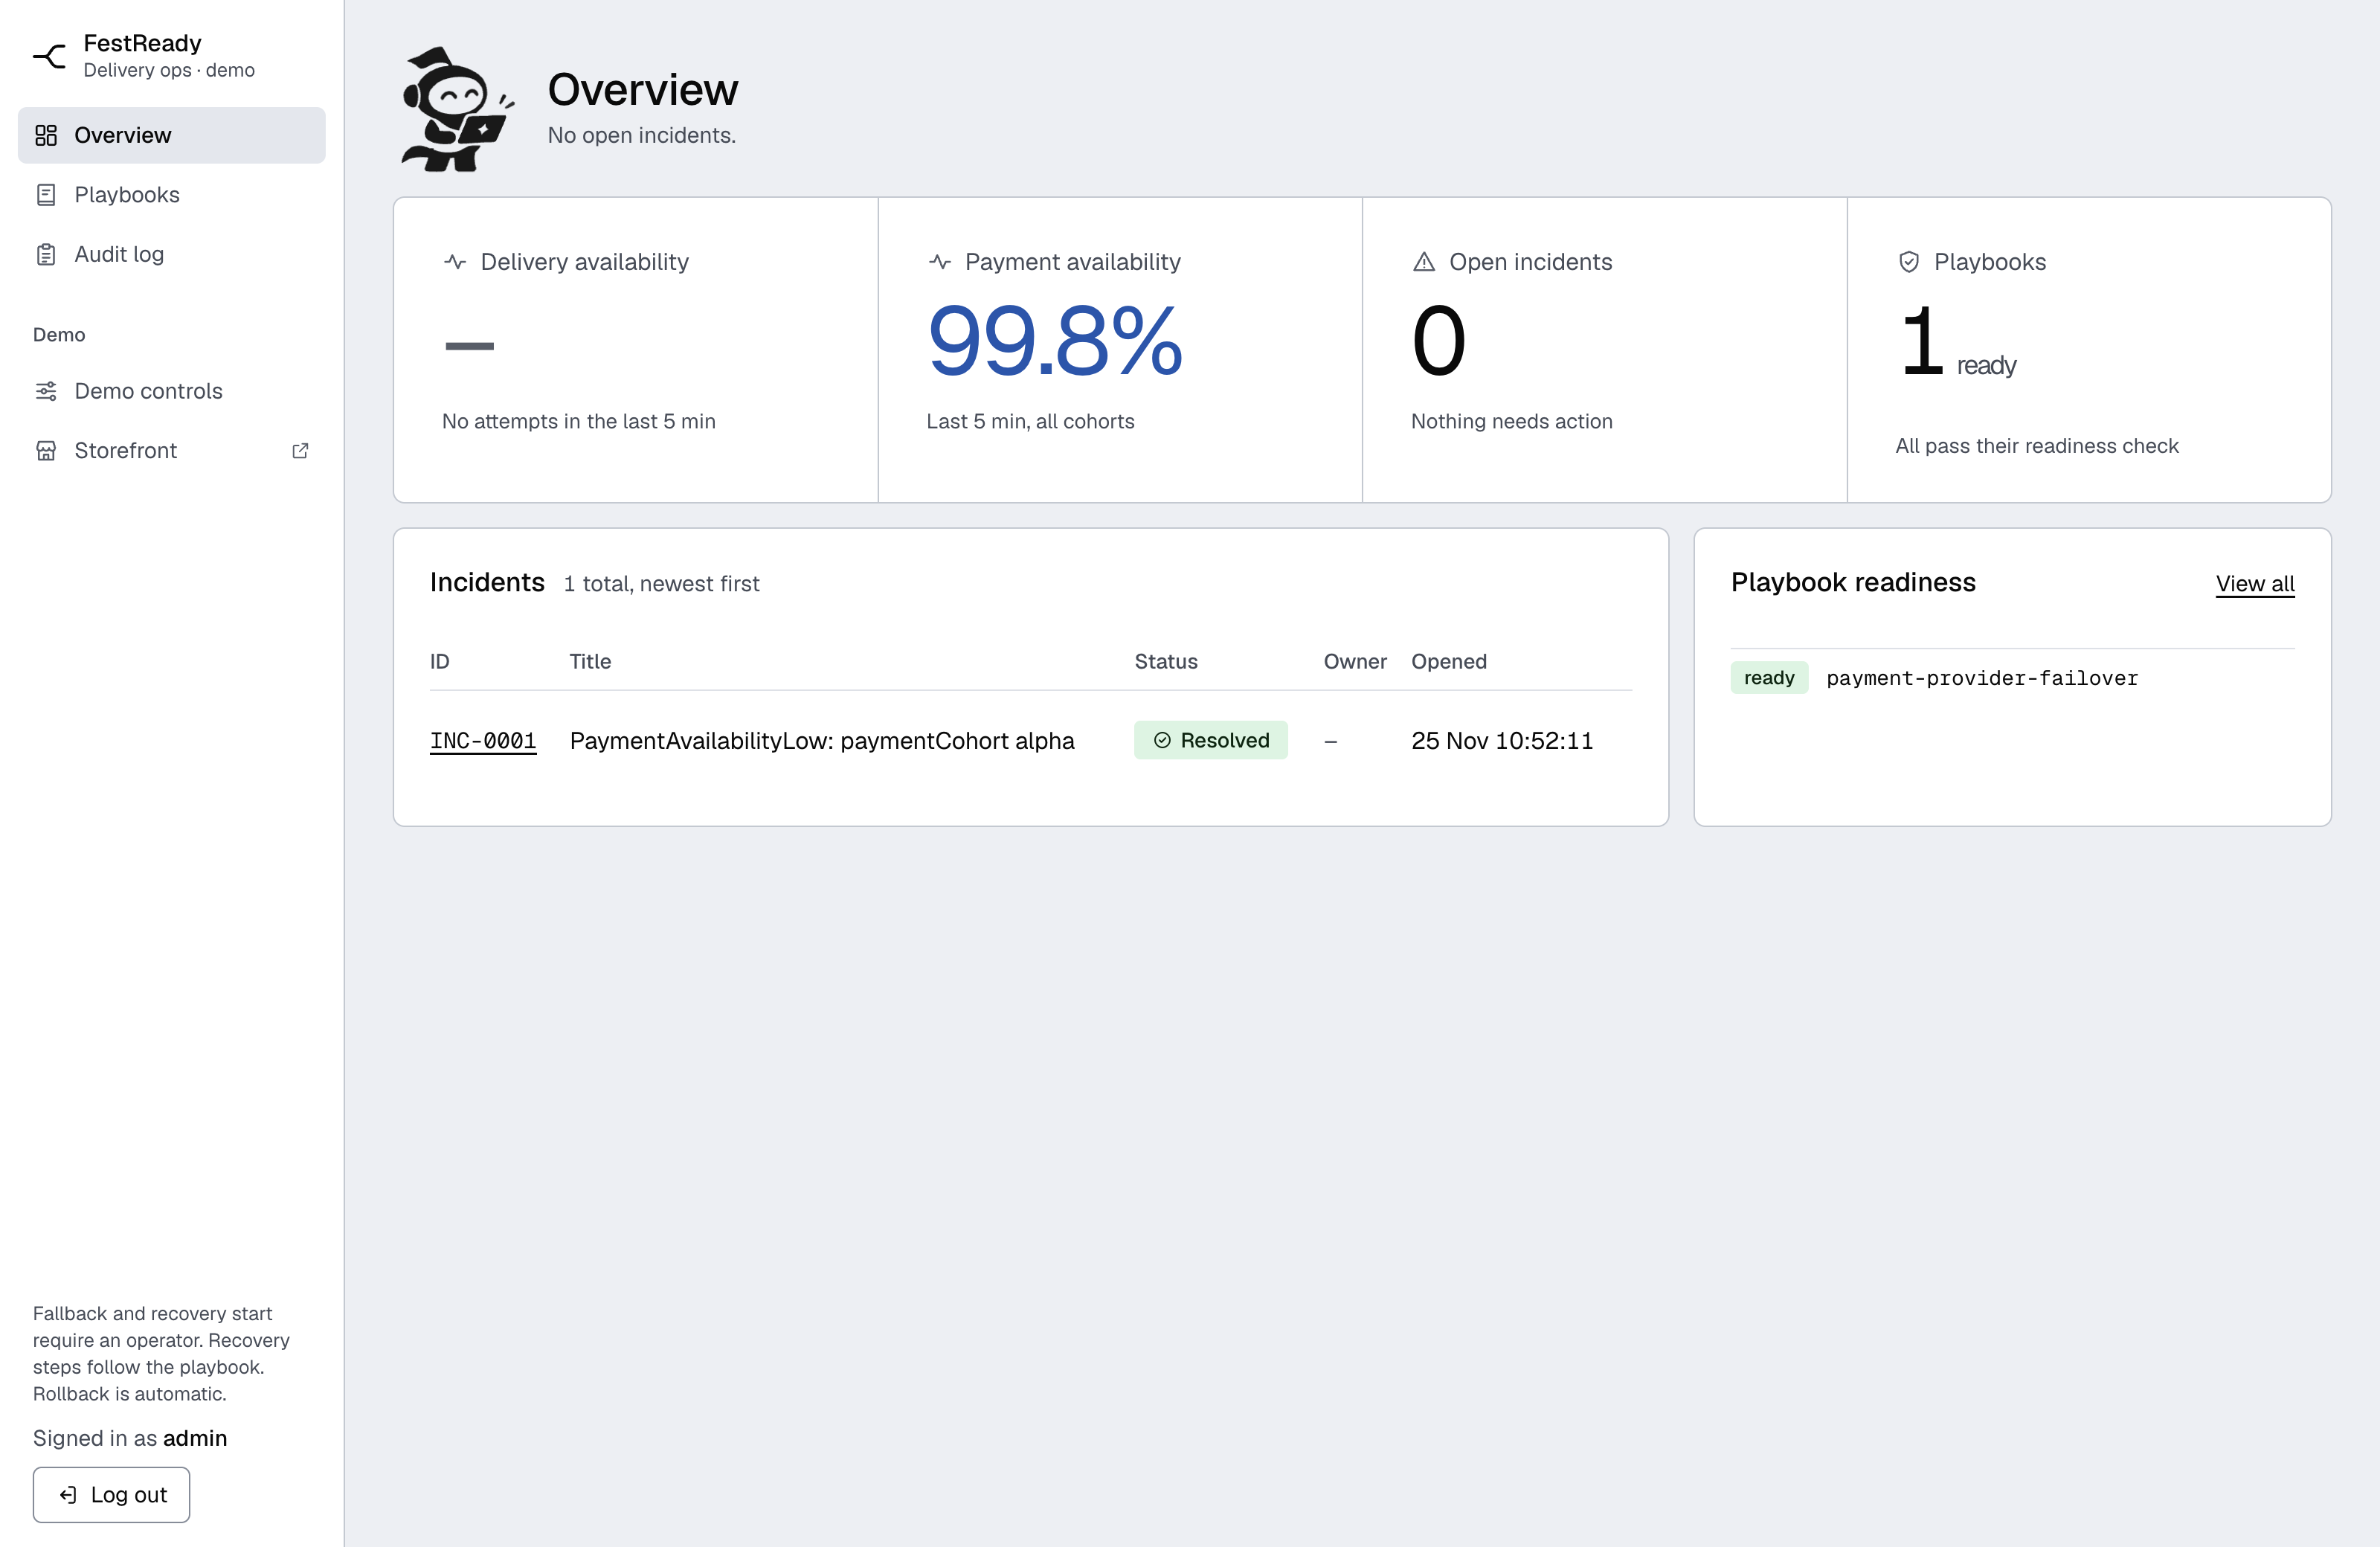 FestReady
Delivery ops · demo
Overview
Playbooks
Audit log
Demo
Demo controls
Storefront
Fallback and recovery start
require an operator. Recovery
steps follow the playbook.
Rollback is automatic.
Signed in as admin
Log out
Overview
No open incidents.
Delivery availability
—
No attempts in the last 5 min
Payment availability
99.8%
Last 5 min, all cohorts
Open incidents
0
Nothing needs action
Playbooks
1 ready
All pass their readiness check
Incidents 1 total, newest first
ID Title Status Owner Opened
INC-0001 PaymentAvailabilityLow: paymentCohort alpha Resolved – 25 Nov 10:52:11
Playbook readiness View all
ready payment-provider-failover